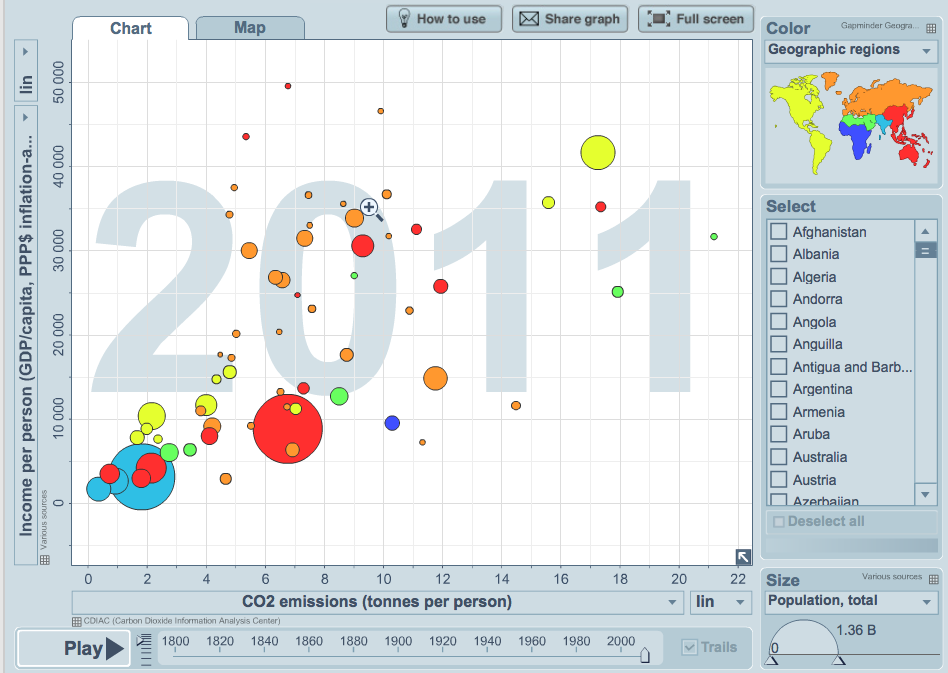 Chart
Map
How to use
Share graph
Full screen
Color
Gapminder Geogra...
Geographic regions
lin
Income per person (GDP/capita, PPP$ inflation-a...
Various sources
50 000
40 000
30 000
20 000
10 000
0
2011
0 2 4 6 8 10 12 14 16 18 20 22
CO2 emissions (tonnes per person)
lin
CDIAC (Carbon Dioxide Information Analysis Center)
Play
1800 1820 1840 1860 1880 1900 1920 1940 1960 1980 2000
Trails
Select
Afghanistan
Albania
Algeria
Andorra
Angola
Anguilla
Antigua and Barb...
Argentina
Armenia
Aruba
Australia
Austria
Azerbaijan
Deselect all
Size
Various sources
Population, total
1.36 B
0